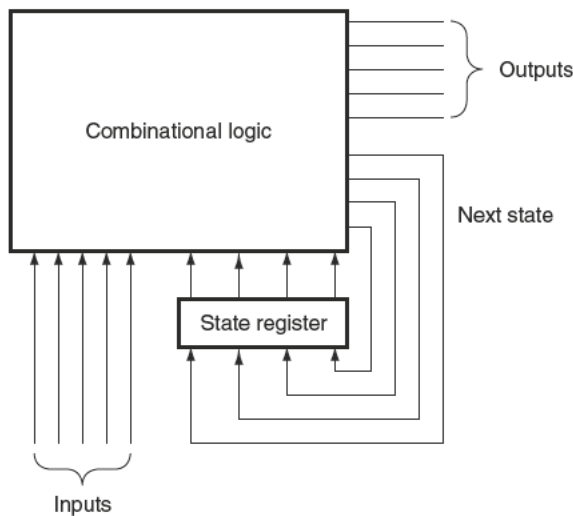 Outputs
Combinational logic
Next state
State register
Inputs